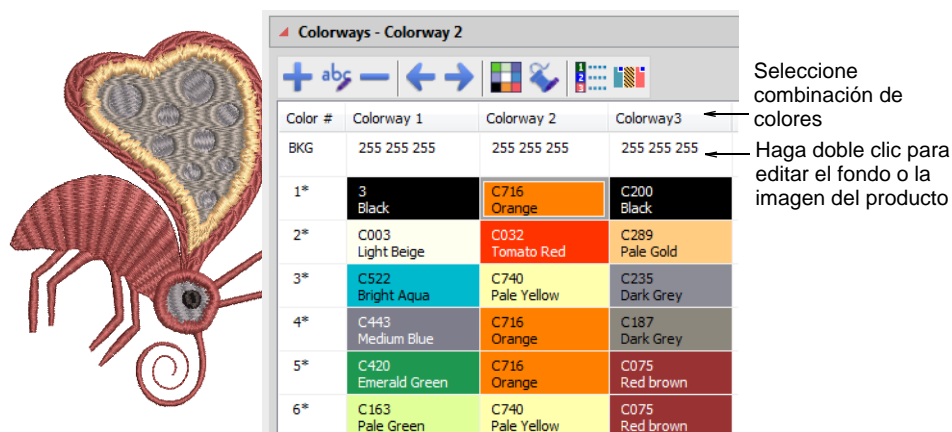 Colorways - Colorway 2
abc
1
2
3
Color # Colorway 1 Colorway 2 Colorway3
BKG 255 255 255 255 255 255 255 255 255
1* 3 C716 C200
Black Orange Black
2* C003 C032 C289
Light Beige Tomato Red Pale Gold
3* C522 C740 C235
Bright Aqua Pale Yellow Dark Grey
4* C443 C716 C187
Medium Blue Orange Dark Grey
5* C420 C716 C075
Emerald Green Orange Red brown
6* C163 C740 C075
Pale Green Pale Yellow Red brown
Seleccione
combinación de
colores
Haga doble clic para
editar el fondo o la
imagen del producto